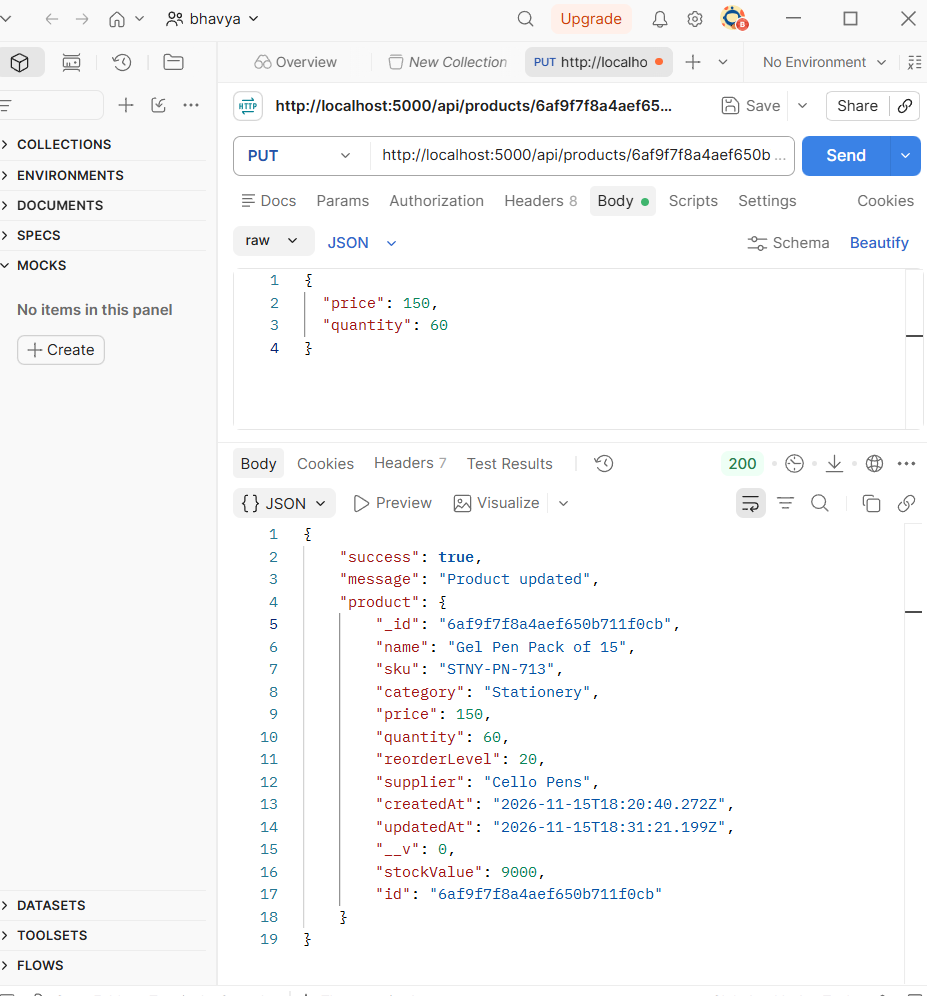 bhavya
Upgrade
Overview
New Collection
PUT http://localho
No Environment
HTTP
http://localhost:5000/api/products/6af9f7f8a4aef65...
Save
Share
COLLECTIONS
ENVIRONMENTS
DOCUMENTS
SPECS
MOCKS
No items in this panel
Create
DATASETS
TOOLSETS
FLOWS
PUT
http://localhost:5000/api/products/6af9f7f8a4aef650b ...
Send
Docs
Params
Authorization
Headers 8
Body
Scripts
Settings
Cookies
raw
JSON
Schema
Beautify
1 {
2 "price": 150,
3 "quantity": 60
4 }
Body
Cookies
Headers 7
Test Results
200
{} JSON
Preview
Visualize
1 {
2 "success": true,
3 "message": "Product updated",
4 "product": {
5 "_id": "6af9f7f8a4aef650b711f0cb",
6 "name": "Gel Pen Pack of 15",
7 "sku": "STNY-PN-713",
8 "category": "Stationery",
9 "price": 150,
10 "quantity": 60,
11 "reorderLevel": 20,
12 "supplier": "Cello Pens",
13 "createdAt": "2026-11-15T18:20:40.272Z",
14 "updatedAt": "2026-11-15T18:31:21.199Z",
15 "__v": 0,
16 "stockValue": 9000,
17 "id": "6af9f7f8a4aef650b711f0cb"
18 }
19 }